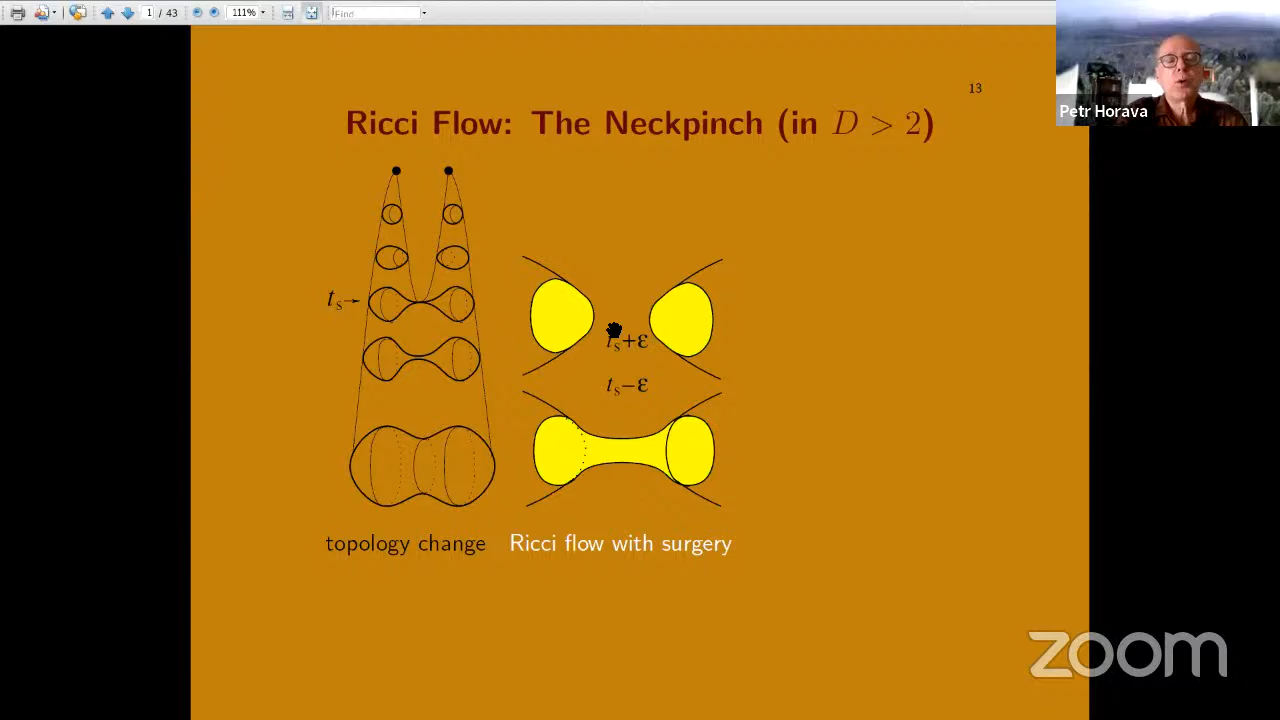 1 / 43 111% Find
Petr Horava
13
Ricci Flow: The Neckpinch (in D > 2)
tₛ→
tₛ+ε
tₛ−ε
topology change Ricci flow with surgery
zoom